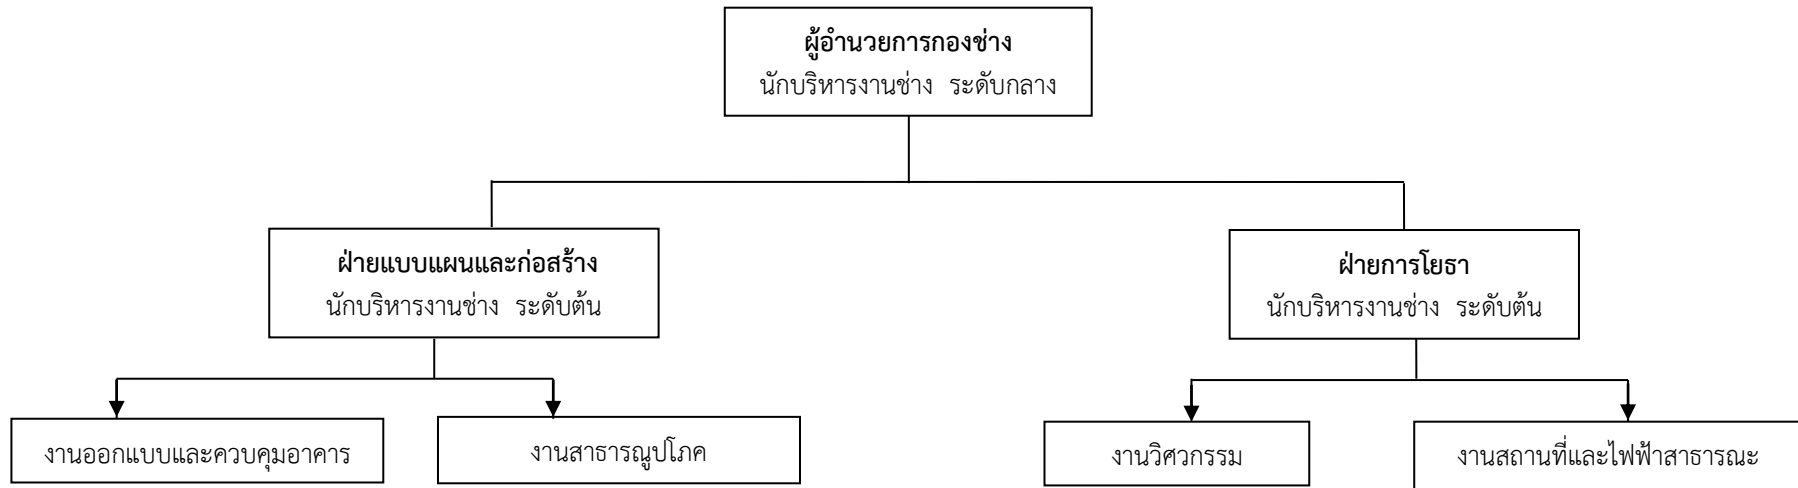 ผู้อำนวยการกองช่าง
นักบริหารงานช่าง ระดับกลาง
ฝ่ายแบบแผนและก่อสร้าง
นักบริหารงานช่าง ระดับต้น
ฝ่ายการโยธา
นักบริหารงานช่าง ระดับต้น
งานออกแบบและควบคุมอาคาร
งานสาธารณูปโภค
งานวิศวกรรม
งานสถานที่และไฟฟ้าสาธารณะ